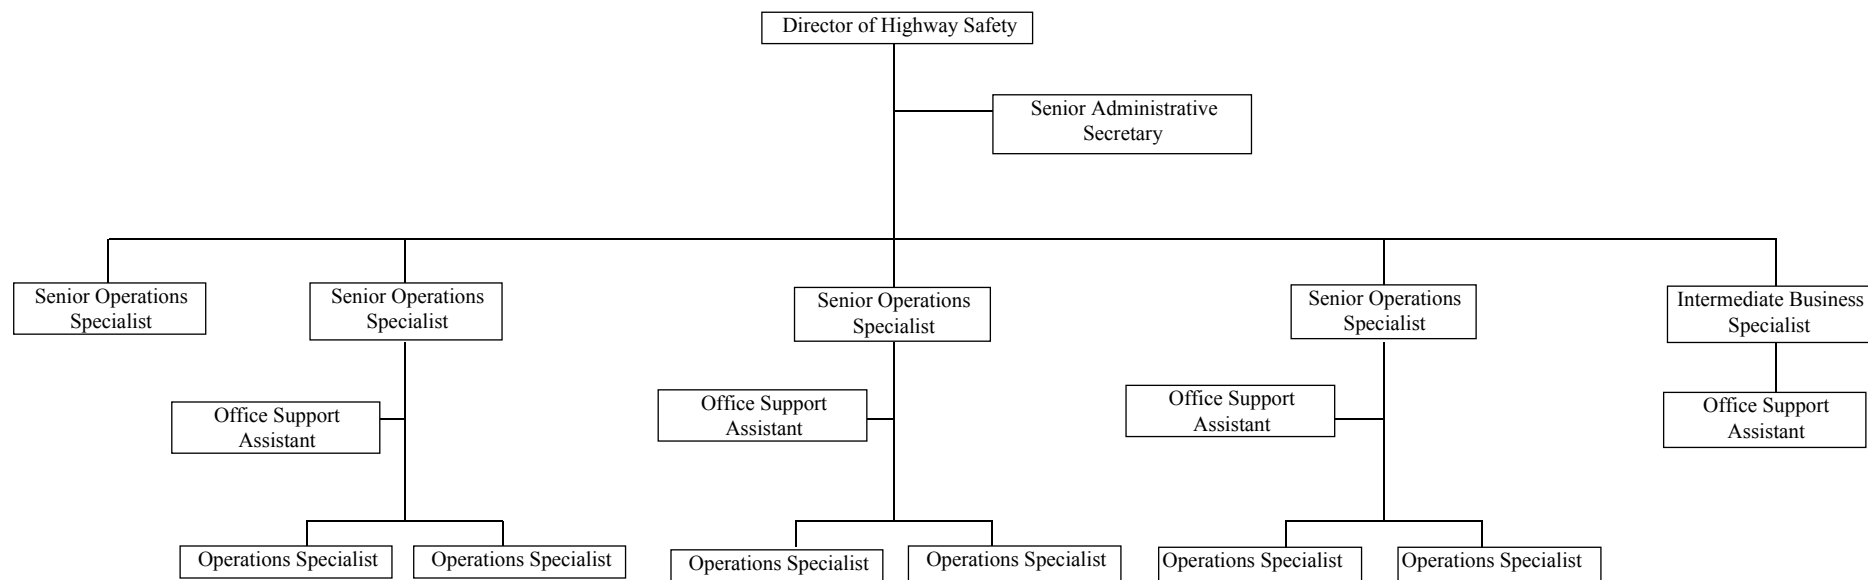 Director of Highway Safety
Senior Administrative
Secretary
Senior Operations
Specialist
Senior Operations
Specialist
Senior Operations
Specialist
Senior Operations
Specialist
Intermediate Business
Specialist
Office Support
Assistant
Office Support
Assistant
Office Support
Assistant
Office Support
Assistant
Operations Specialist
Operations Specialist
Operations Specialist
Operations Specialist
Operations Specialist
Operations Specialist